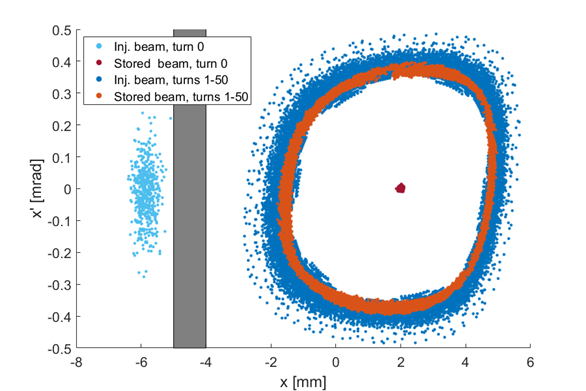 0.5
0.4
0.3
0.2
0.1
0
-0.1
-0.2
-0.3
-0.4
-0.5
x' [mrad]
Inj. beam, turn 0
Stored beam, turn 0
Inj. beam, turns 1-50
Stored beam, turns 1-50
-8 -6 -4 -2 0 2 4 6
x [mm]